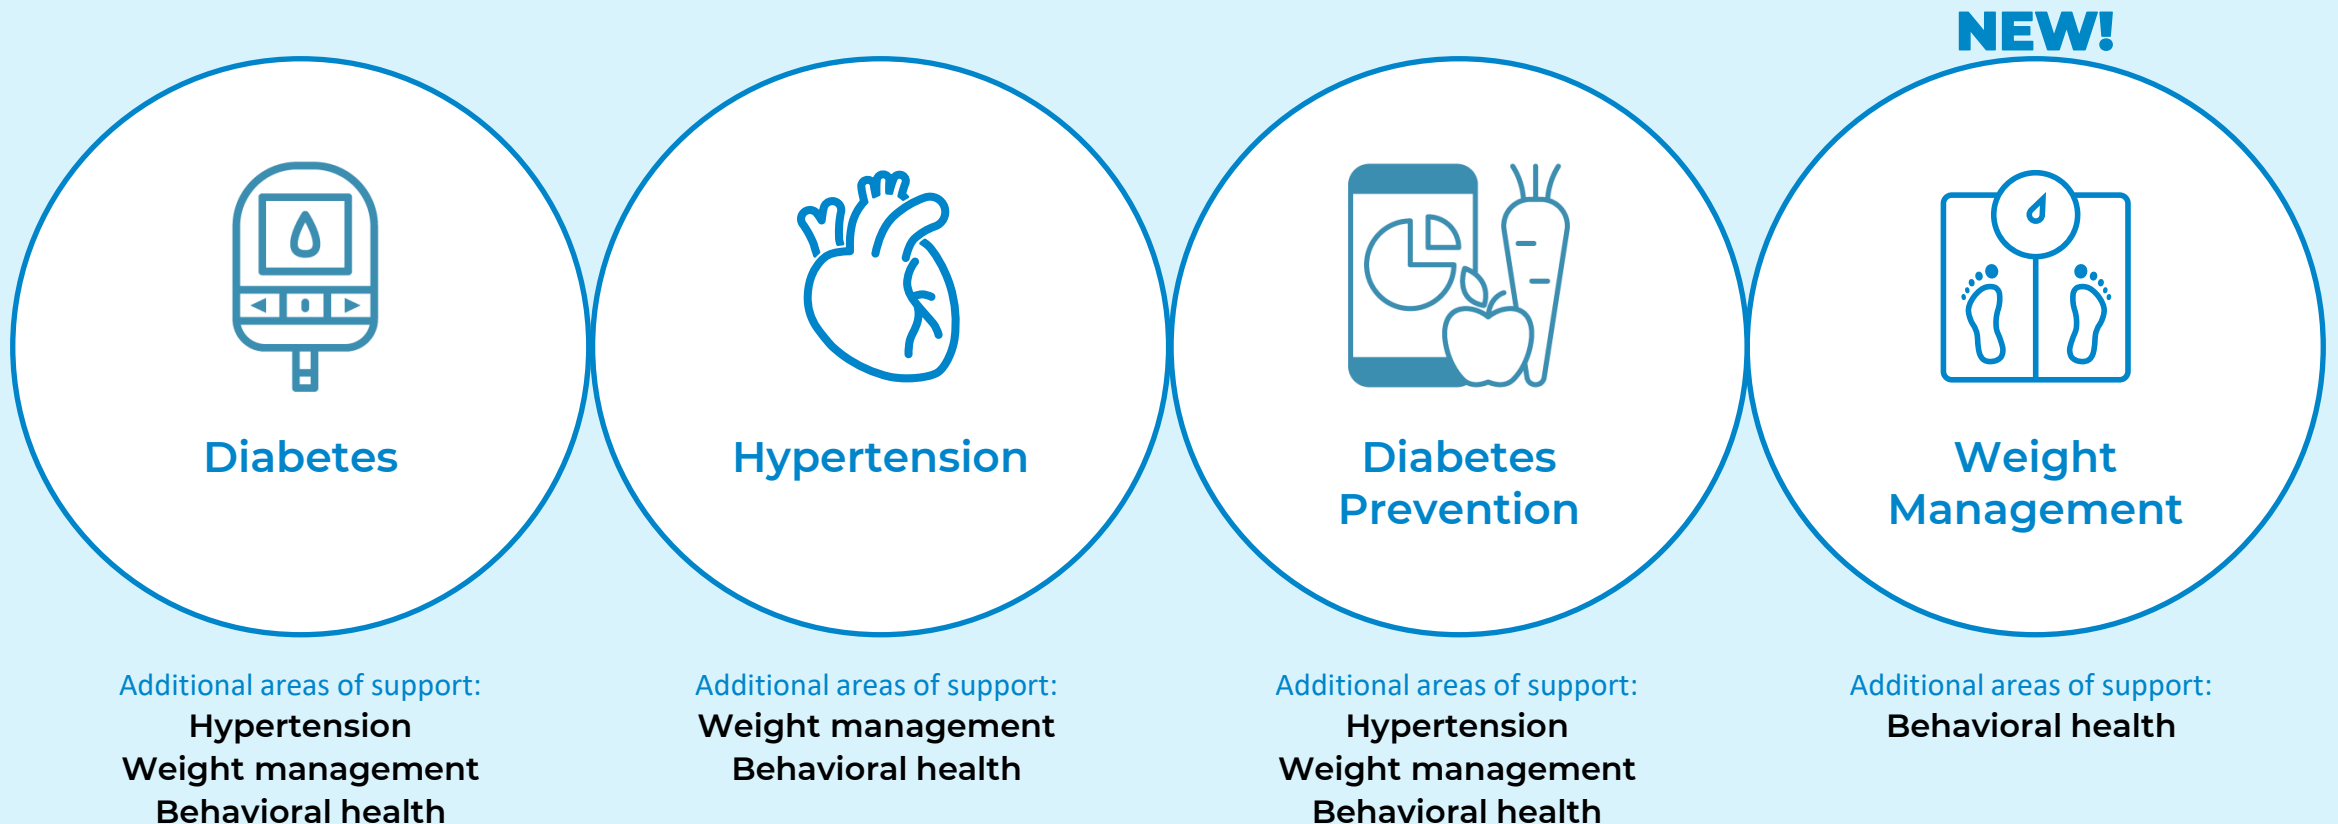 NEW!
Diabetes
Hypertension
Diabetes
Prevention
Weight
Management
Additional areas of support:
Hypertension
Weight management
Behavioral health
Additional areas of support:
Weight management
Behavioral health
Additional areas of support:
Hypertension
Weight management
Behavioral health
Additional areas of support:
Behavioral health